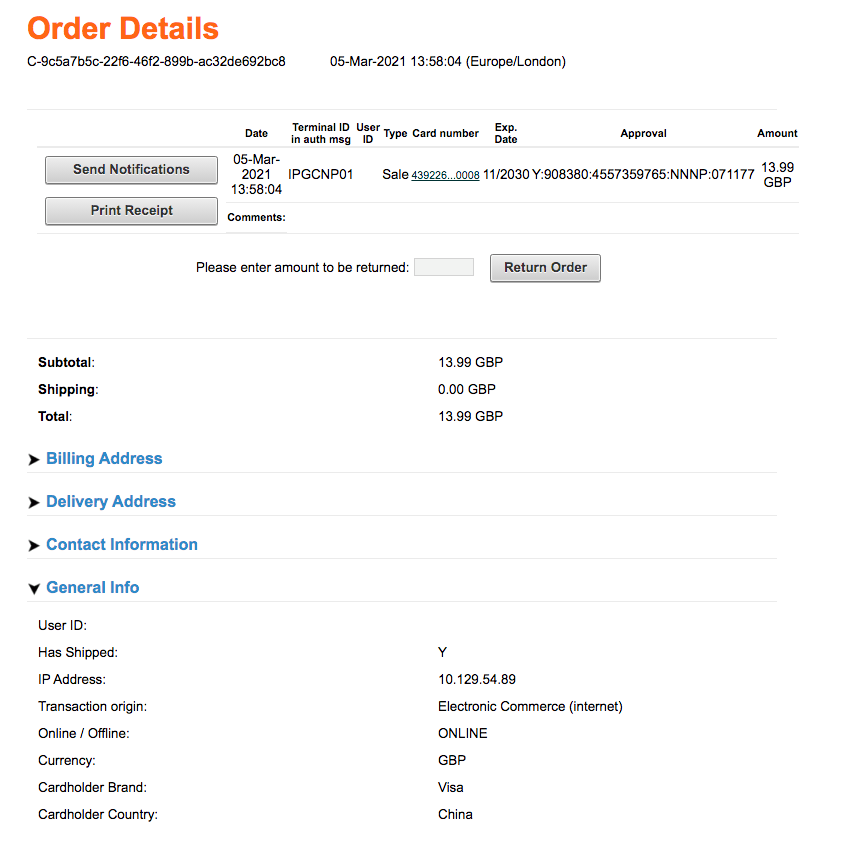 Order Details
C-9c5a7b5c-22f6-46f2-899b-ac32de692bc8 05-Mar-2021 13:58:04 (Europe/London)
Date Terminal ID in auth msg User ID Type Card number Exp. Date Approval Amount
Send Notifications
Print Receipt
05-Mar-2021 13:58:04 IPGCNP01 Sale 439226...0008 11/2030 Y:908380:4557359765:NNNP:071177 13.99 GBP
Comments:
Please enter amount to be returned: Return Order
Subtotal: 13.99 GBP
Shipping: 0.00 GBP
Total: 13.99 GBP
Billing Address
Delivery Address
Contact Information
General Info
User ID:
Has Shipped: Y
IP Address: 10.129.54.89
Transaction origin: Electronic Commerce (internet)
Online / Offline: ONLINE
Currency: GBP
Cardholder Brand: Visa
Cardholder Country: China